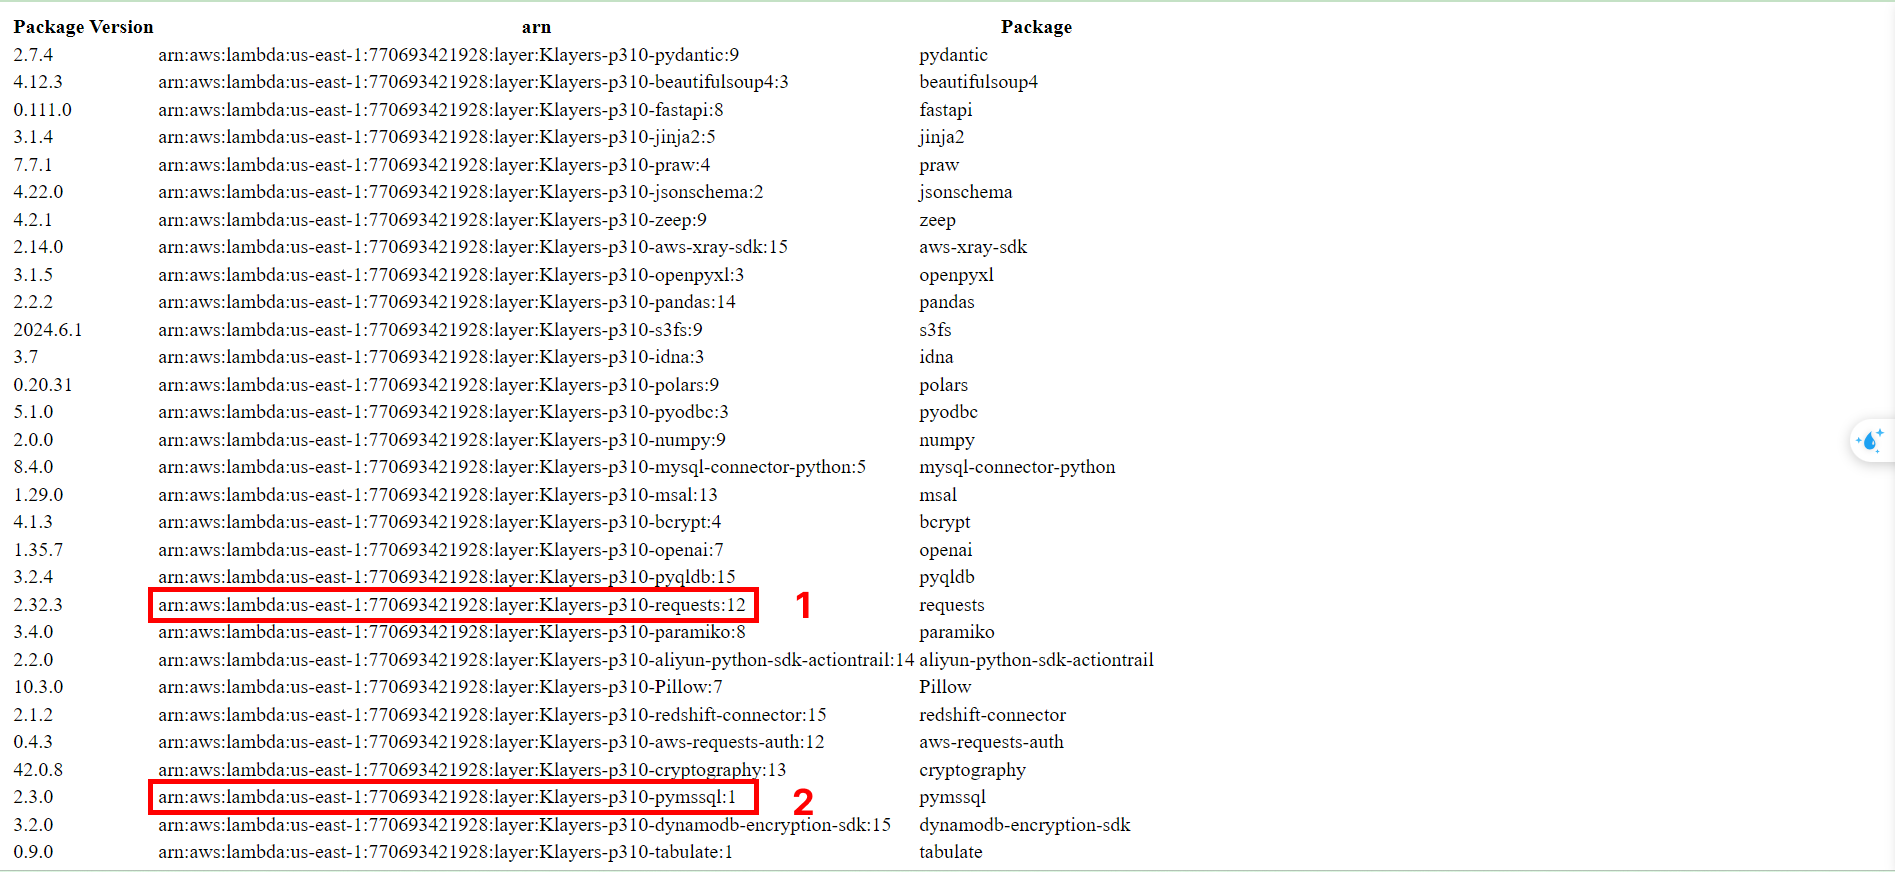 Package Version arn Package
2.7.4 arn:aws:lambda:us-east-1:770693421928:layer:Klayers-p310-pydantic:9 pydantic
4.12.3 arn:aws:lambda:us-east-1:770693421928:layer:Klayers-p310-beautifulsoup4:3 beautifulsoup4
0.111.0 arn:aws:lambda:us-east-1:770693421928:layer:Klayers-p310-fastapi:8 fastapi
3.1.4 arn:aws:lambda:us-east-1:770693421928:layer:Klayers-p310-jinja2:5 jinja2
7.7.1 arn:aws:lambda:us-east-1:770693421928:layer:Klayers-p310-praw:4 praw
4.22.0 arn:aws:lambda:us-east-1:770693421928:layer:Klayers-p310-jsonschema:2 jsonschema
4.2.1 arn:aws:lambda:us-east-1:770693421928:layer:Klayers-p310-zeep:9 zeep
2.14.0 arn:aws:lambda:us-east-1:770693421928:layer:Klayers-p310-aws-xray-sdk:15 aws-xray-sdk
3.1.5 arn:aws:lambda:us-east-1:770693421928:layer:Klayers-p310-openpyxl:3 openpyxl
2.2.2 arn:aws:lambda:us-east-1:770693421928:layer:Klayers-p310-pandas:14 pandas
2024.6.1 arn:aws:lambda:us-east-1:770693421928:layer:Klayers-p310-s3fs:9 s3fs
3.7 arn:aws:lambda:us-east-1:770693421928:layer:Klayers-p310-idna:3 idna
0.20.31 arn:aws:lambda:us-east-1:770693421928:layer:Klayers-p310-polars:9 polars
5.1.0 arn:aws:lambda:us-east-1:770693421928:layer:Klayers-p310-pyodbc:3 pyodbc
2.0.0 arn:aws:lambda:us-east-1:770693421928:layer:Klayers-p310-numpy:9 numpy
8.4.0 arn:aws:lambda:us-east-1:770693421928:layer:Klayers-p310-mysql-connector-python:5 mysql-connector-python
1.29.0 arn:aws:lambda:us-east-1:770693421928:layer:Klayers-p310-msal:13 msal
4.1.3 arn:aws:lambda:us-east-1:770693421928:layer:Klayers-p310-bcrypt:4 bcrypt
1.35.7 arn:aws:lambda:us-east-1:770693421928:layer:Klayers-p310-openai:7 openai
3.2.4 arn:aws:lambda:us-east-1:770693421928:layer:Klayers-p310-pyqldb:15 pyqldb
2.32.3 arn:aws:lambda:us-east-1:770693421928:layer:Klayers-p310-requests:12 1 requests
3.4.0 arn:aws:lambda:us-east-1:770693421928:layer:Klayers-p310-paramiko:8 paramiko
2.2.0 arn:aws:lambda:us-east-1:770693421928:layer:Klayers-p310-aliyun-python-sdk-actiontrail:14 aliyun-python-sdk-actiontrail
10.3.0 arn:aws:lambda:us-east-1:770693421928:layer:Klayers-p310-Pillow:7 Pillow
2.1.2 arn:aws:lambda:us-east-1:770693421928:layer:Klayers-p310-redshift-connector:15 redshift-connector
0.4.3 arn:aws:lambda:us-east-1:770693421928:layer:Klayers-p310-aws-requests-auth:12 aws-requests-auth
42.0.8 arn:aws:lambda:us-east-1:770693421928:layer:Klayers-p310-cryptography:13 cryptography
2.3.0 arn:aws:lambda:us-east-1:770693421928:layer:Klayers-p310-pymssql:1 2 pymssql
3.2.0 arn:aws:lambda:us-east-1:770693421928:layer:Klayers-p310-dynamodb-encryption-sdk:15 dynamodb-encryption-sdk
0.9.0 arn:aws:lambda:us-east-1:770693421928:layer:Klayers-p310-tabulate:1 tabulate